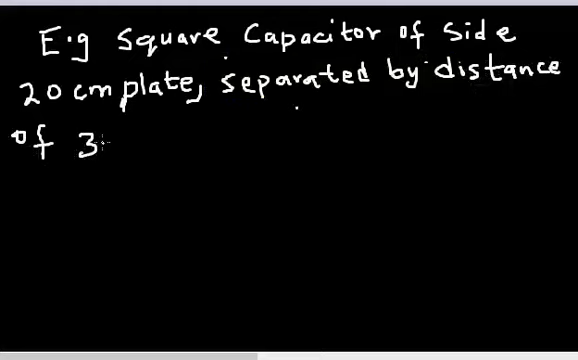 E.g Square Capacitor of Side
20 cm plate, separated by distance
of 3